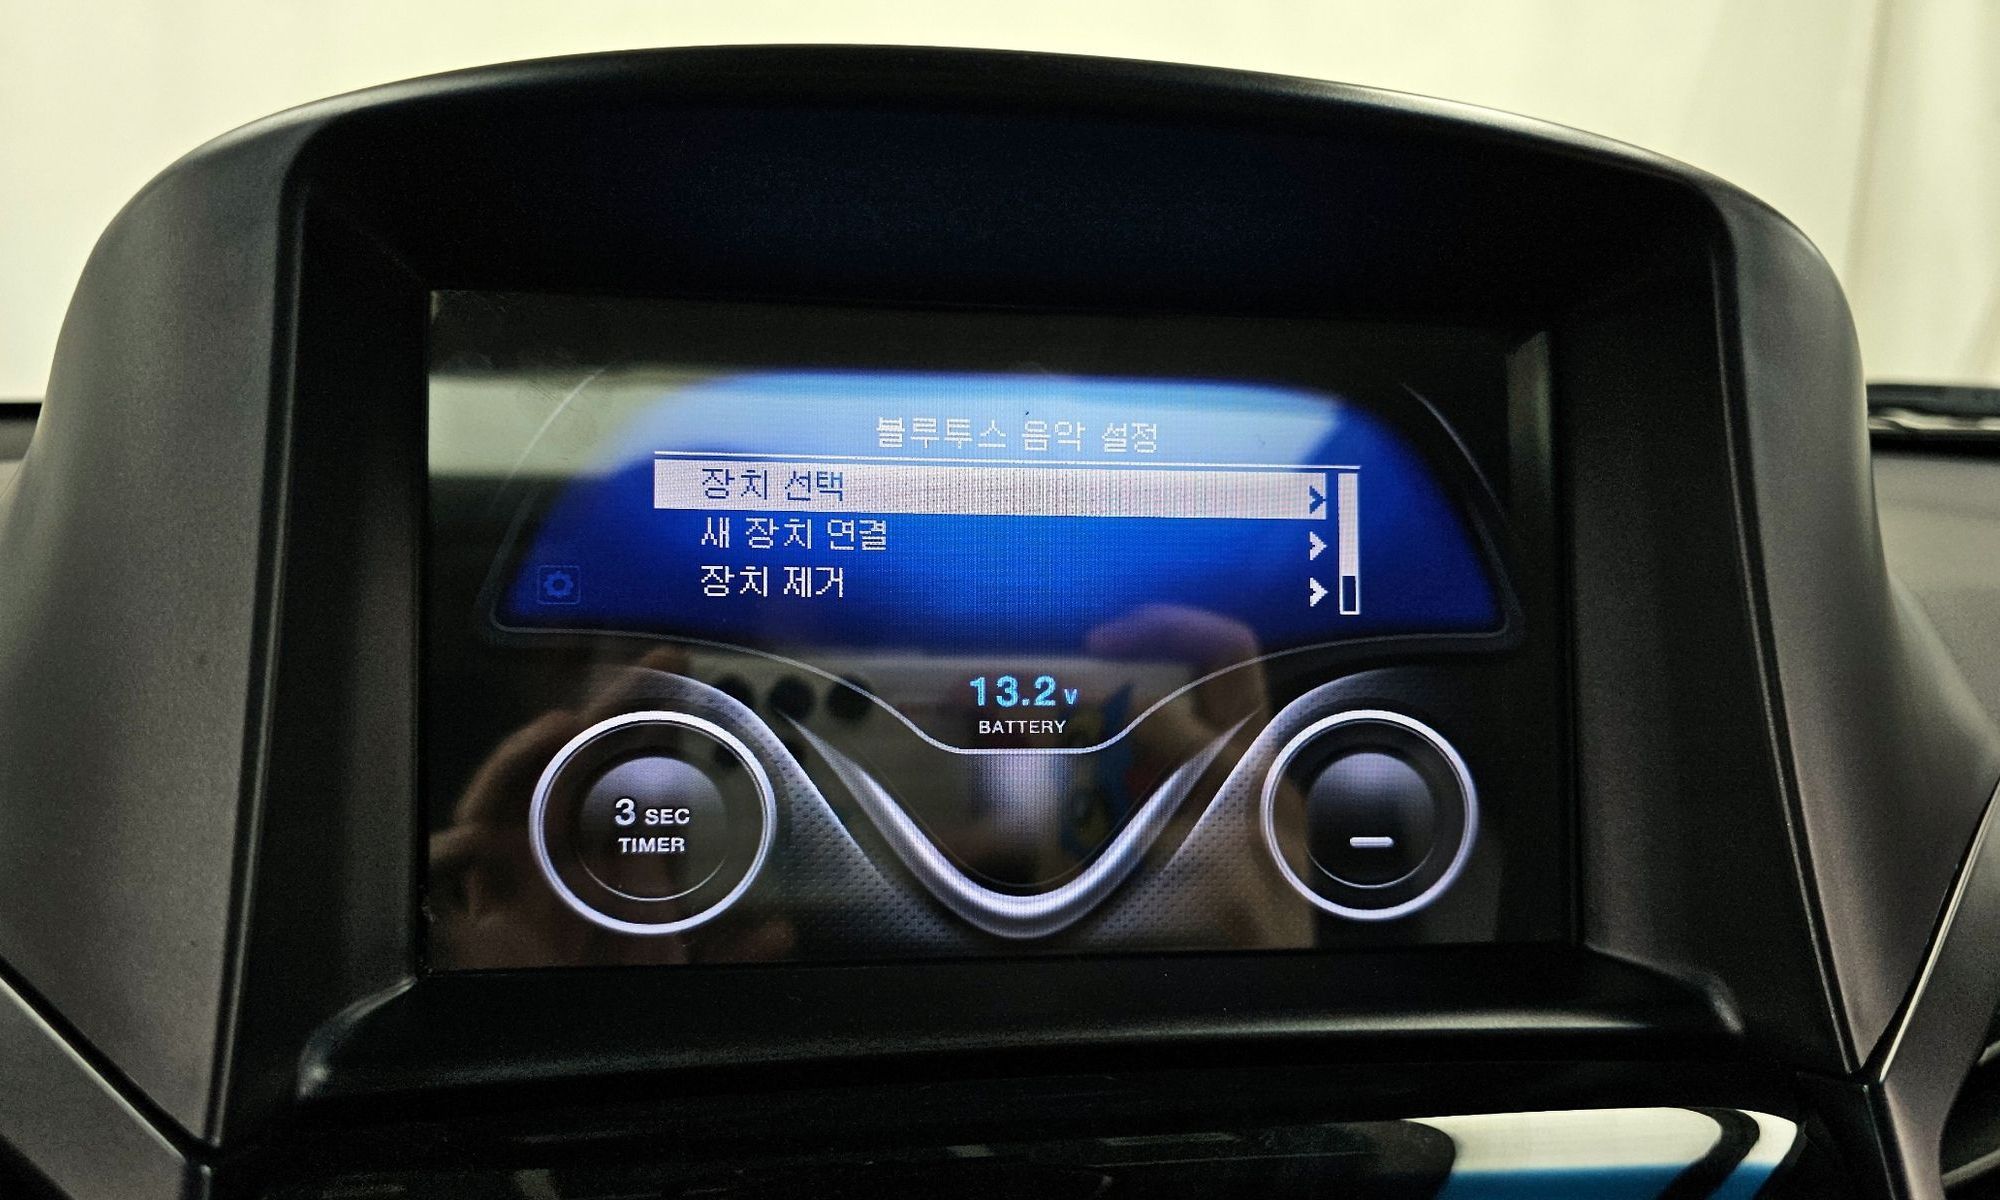 블루투스 음악 설정
장치 선택
새 장치 연결
장치 제거
13.2 V
BATTERY
3 SEC
TIMER